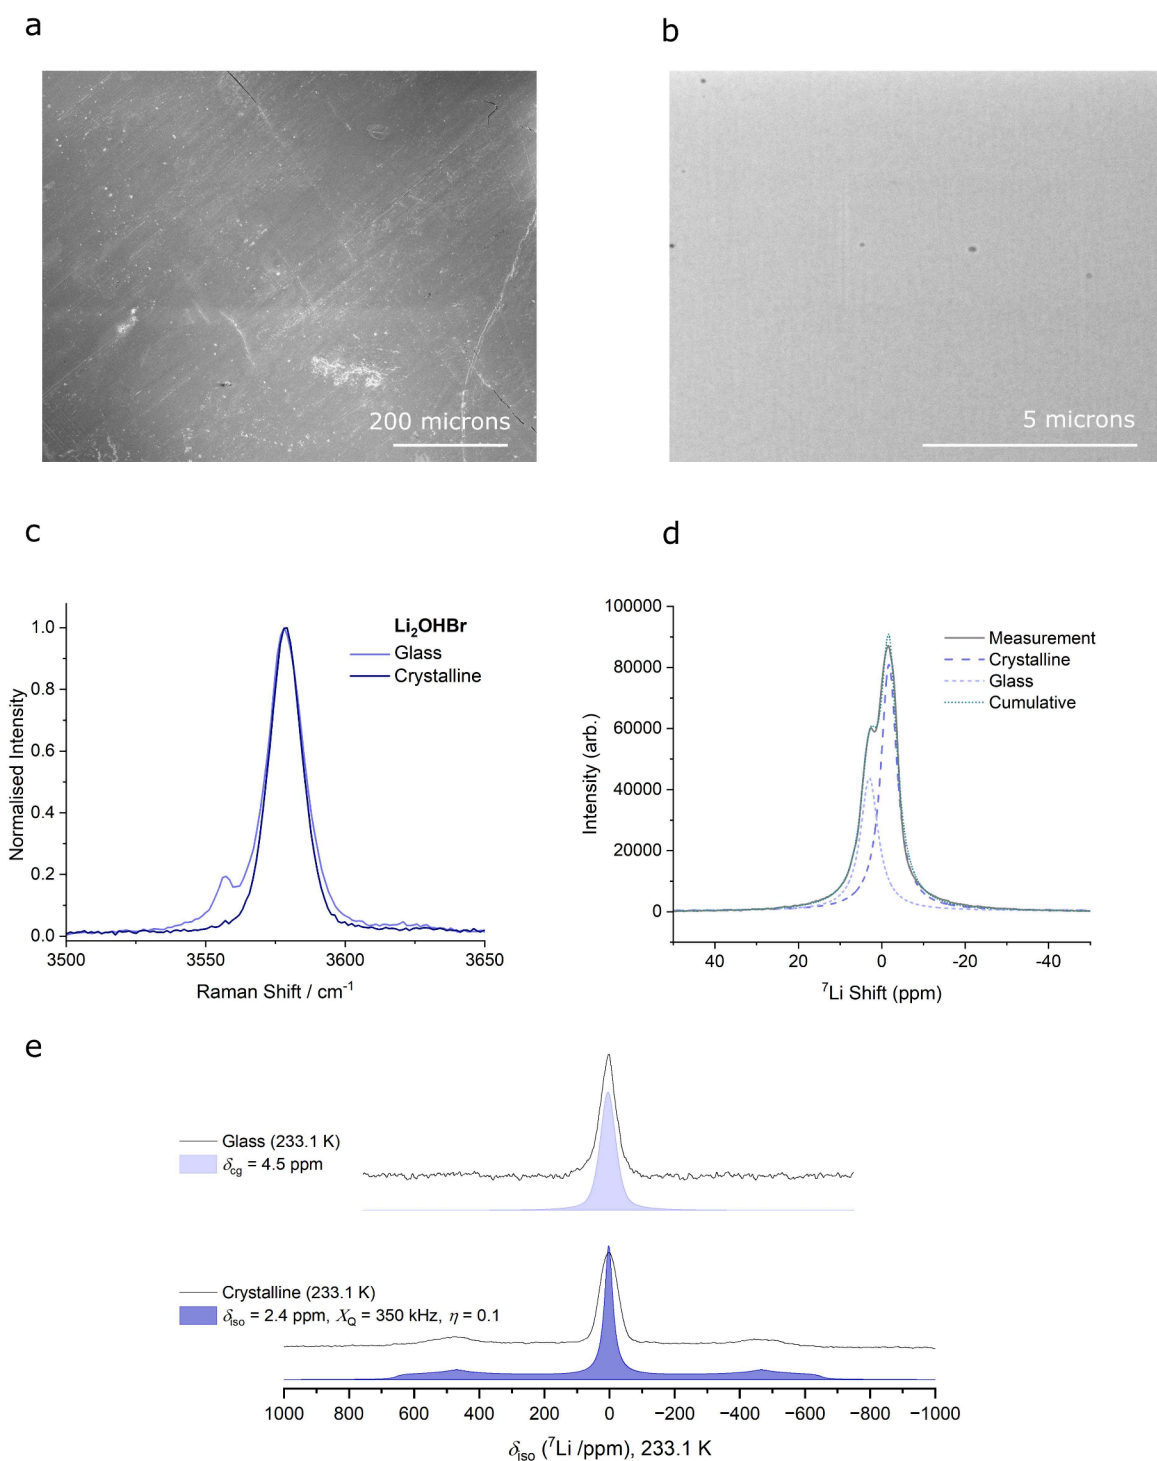 a
b
200 microns
5 microns
c
d
Li₂OHBr
Glass
Crystalline
Normalised Intensity
1.0
0.8
0.6
0.4
0.2
0.0
3500
3550
3600
3650
Raman Shift / cm⁻¹
Measurement
Crystalline
Glass
Cumulative
Intensity (arb.)
100000
80000
60000
40000
20000
0
40
20
0
-20
-40
⁷Li Shift (ppm)
e
Glass (233.1 K)
δcg = 4.5 ppm
Crystalline (233.1 K)
δiso = 2.4 ppm, XQ = 350 kHz, η = 0.1
1000 800 600 400 200 0 −200 −400 −600 −800 −1000
δiso (⁷Li /ppm), 233.1 K